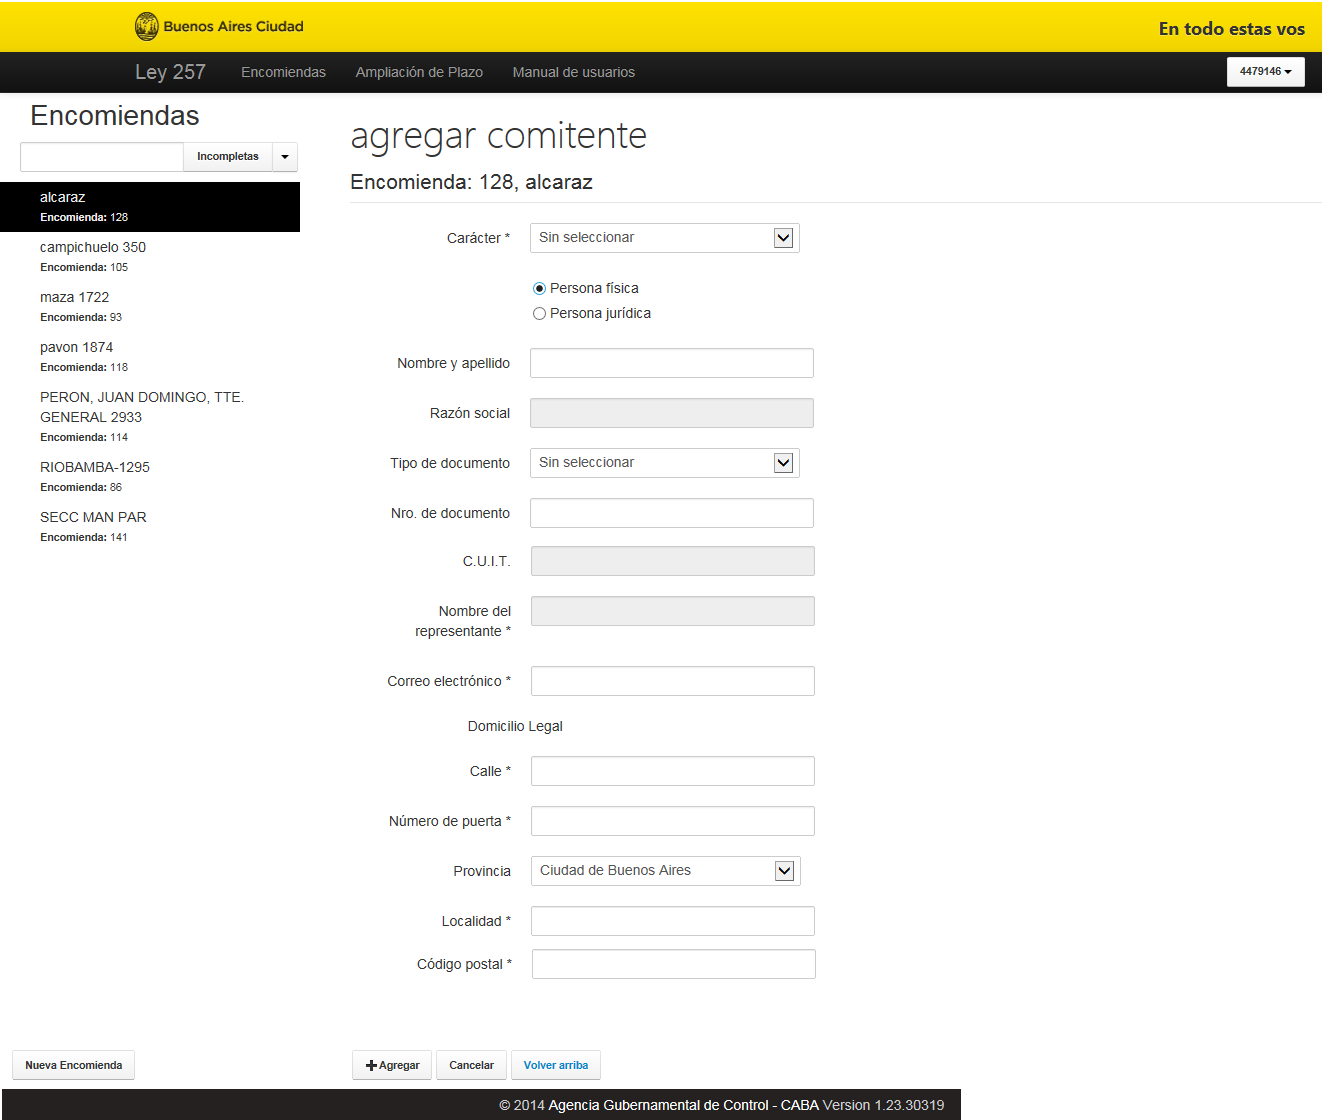 Buenos Aires Ciudad
En todo estas vos
Ley 257
Encomiendas
Ampliación de Plazo
Manual de usuarios
4479146
Encomiendas
Incompletas
alcaraz
Encomienda: 128
campichuelo 350
Encomienda: 105
maza 1722
Encomienda: 93
pavon 1874
Encomienda: 118
PERON, JUAN DOMINGO, TTE.
GENERAL 2933
Encomienda: 114
RIOBAMBA-1295
Encomienda: 86
SECC MAN PAR
Encomienda: 141
Nueva Encomienda
agregar comitente
Encomienda: 128, alcaraz
Carácter *
Sin seleccionar
Persona física
Persona jurídica
Nombre y apellido
Razón social
Tipo de documento
Sin seleccionar
Nro. de documento
C.U.I.T.
Nombre del
representante *
Correo electrónico *
Domicilio Legal
Calle *
Número de puerta *
Provincia
Ciudad de Buenos Aires
Localidad *
Código postal *
Agregar
Cancelar
Volver arriba
© 2014 Agencia Gubernamental de Control - CABA Version 1.23.30319